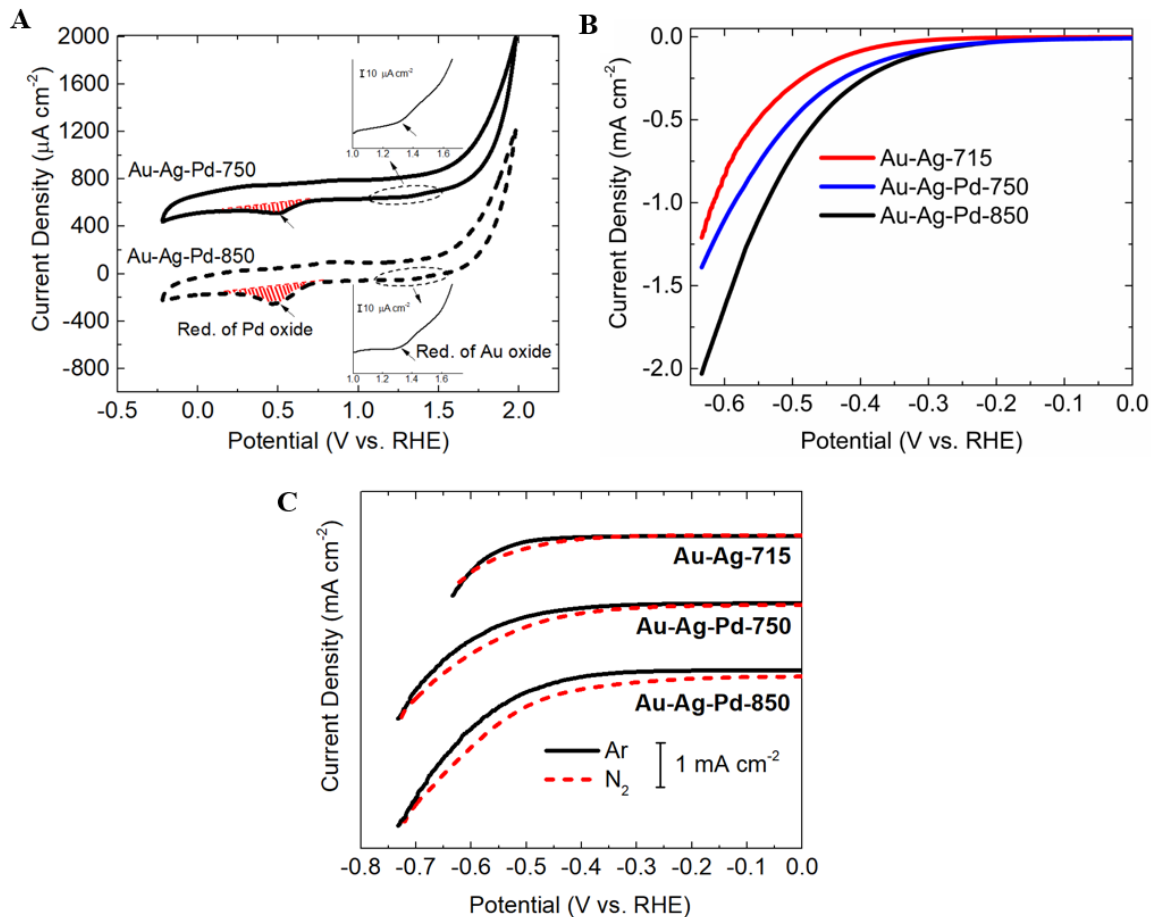 A
Current Density (µA cm-2)
2000
1600
1200
800
400
0
-400
-800
-0.5 0.0 0.5 1.0 1.5 2.0
Potential (V vs. RHE)
Au-Ag-Pd-750
Au-Ag-Pd-850
Red. of Pd oxide
Red. of Au oxide
10 µA cm-2
1.0 1.2 1.4 1.6
10 µA cm-2
1.0 1.2 1.4 1.6
B
Current Density (mA cm-2)
0.0
-0.5
-1.0
-1.5
-2.0
-0.6 -0.5 -0.4 -0.3 -0.2 -0.1 0.0
Potential (V vs. RHE)
Au-Ag-715
Au-Ag-Pd-750
Au-Ag-Pd-850
C
Current Density (mA cm-2)
Au-Ag-715
Au-Ag-Pd-750
Au-Ag-Pd-850
Ar
N2
1 mA cm-2
-0.8 -0.7 -0.6 -0.5 -0.4 -0.3 -0.2 -0.1 0.0
Potential (V vs. RHE)